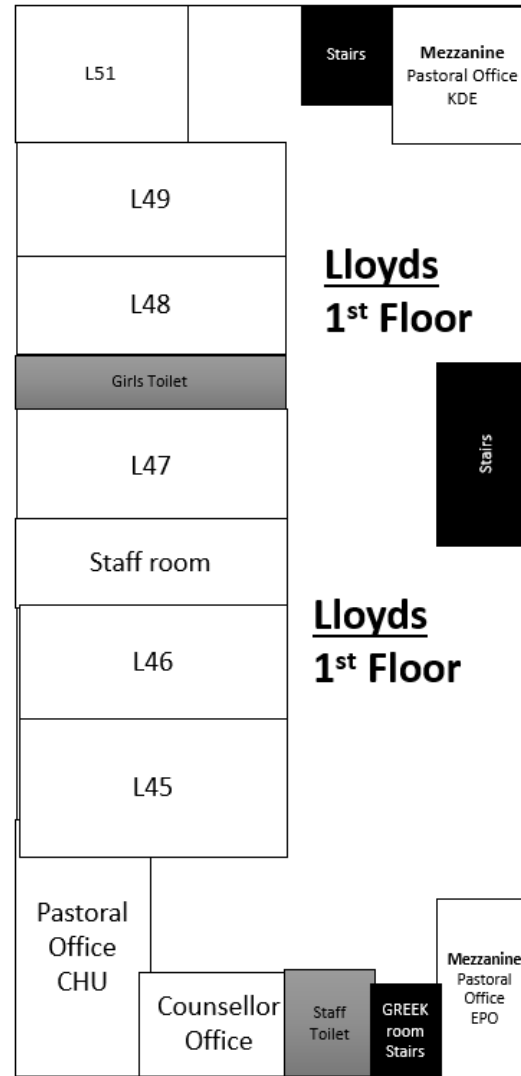 L51
Stairs
Mezzanine
Pastoral Office
KDE
L49
Lloyds
1st Floor
L48
Girls Toilet
L47
Stairs
Staff room
Lloyds
1st Floor
L46
L45
Pastoral
Office
CHU
Counsellor
Office
Staff
Toilet
GREEK
room
Stairs
Mezzanine
Pastoral
Office
EPO